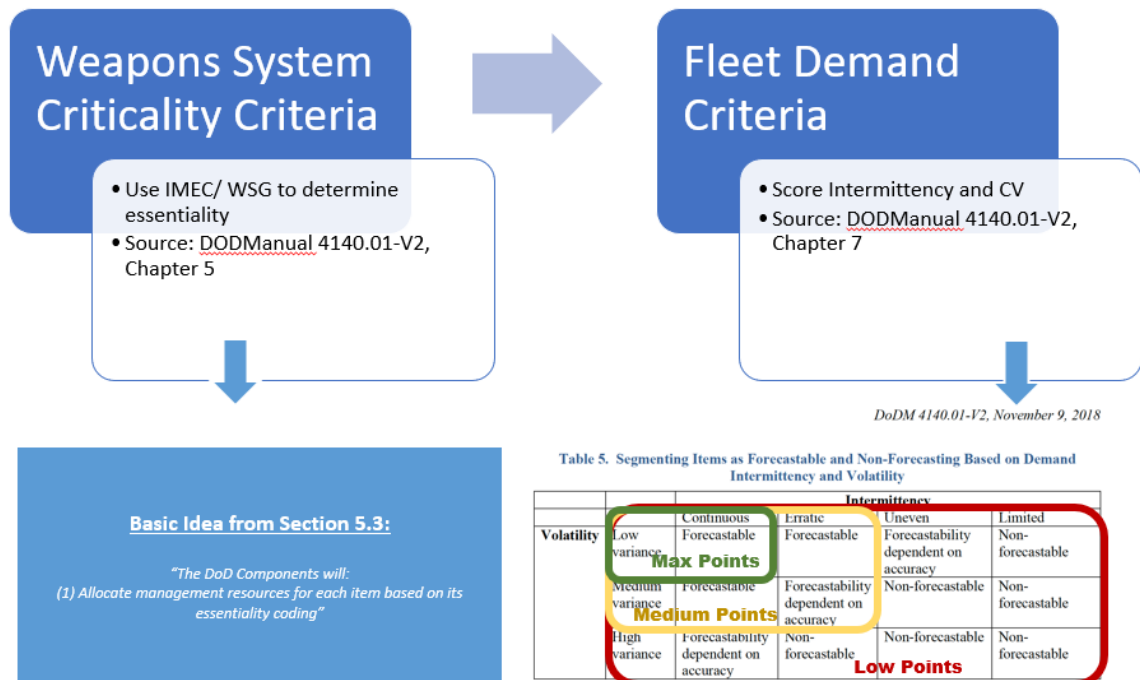 Weapons System
Criticality Criteria
• Use IMEC/ WSG to determine
essentiality
• Source: DODManual 4140.01-V2,
Chapter 5
Fleet Demand
Criteria
• Score Intermittency and CV
• Source: DODManual 4140.01-V2,
Chapter 7
Basic Idea from Section 5.3:
"The DoD Components will:
(1) Allocate management resources for each item based on its
essentiality coding"
DoDM 4140.01-V2, November 9, 2018
Table 5. Segmenting Items as Forecastable and Non-Forecasting Based on Demand
Intermittency and Volatility
Intermittency
Continuous Erratic Uneven Limited
Volatility Low Forecastable Forecastable Forecastability Non-
variance dependent on forecastable
accuracy
Max Points
Medium Forecastable Forecastability Non-forecastable Non-
variance dependent on forecastable
accuracy
Medium Points
High Forecastability Non- Non-forecastable Non-
variance dependent on forecastable forecastable
accuracy
Low Points